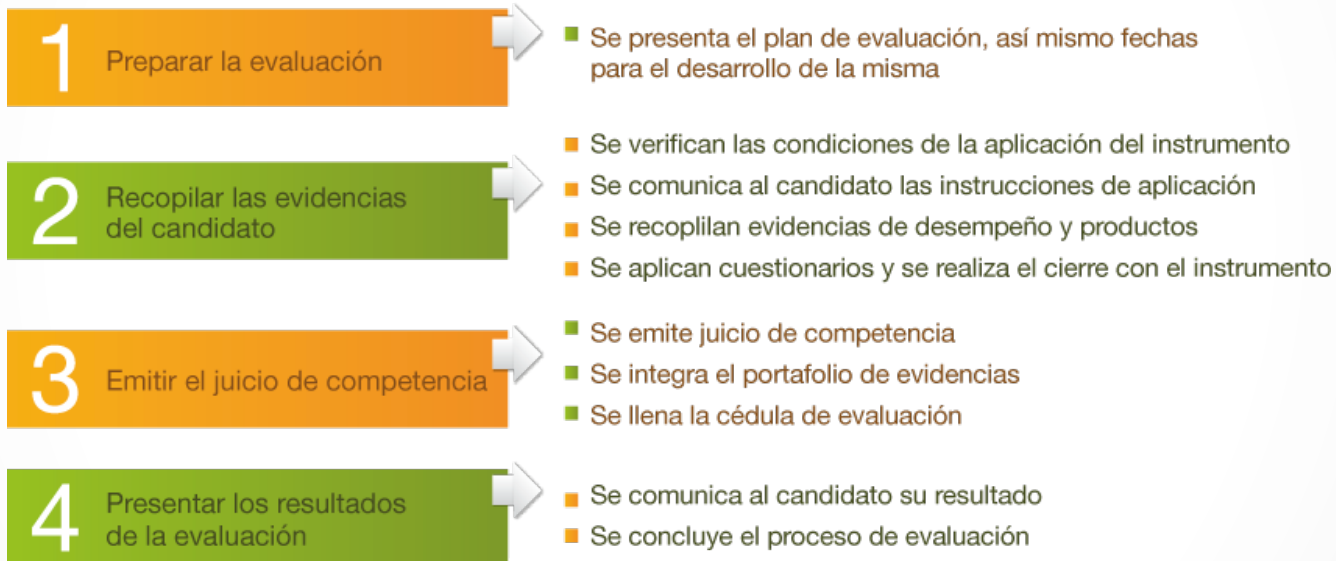 1
Preparar la evaluación
Se presenta el plan de evaluación, así mismo fechas
para el desarrollo de la misma
2
Recopilar las evidencias
del candidato
Se verifican las condiciones de la aplicación del instrumento
Se comunica al candidato las instrucciones de aplicación
Se recoplilan evidencias de desempeño y productos
Se aplican cuestionarios y se realiza el cierre con el instrumento
3
Emitir el juicio de competencia
Se emite juicio de competencia
Se integra el portafolio de evidencias
Se llena la cédula de evaluación
4
Presentar los resultados
de la evaluación
Se comunica al candidato su resultado
Se concluye el proceso de evaluación